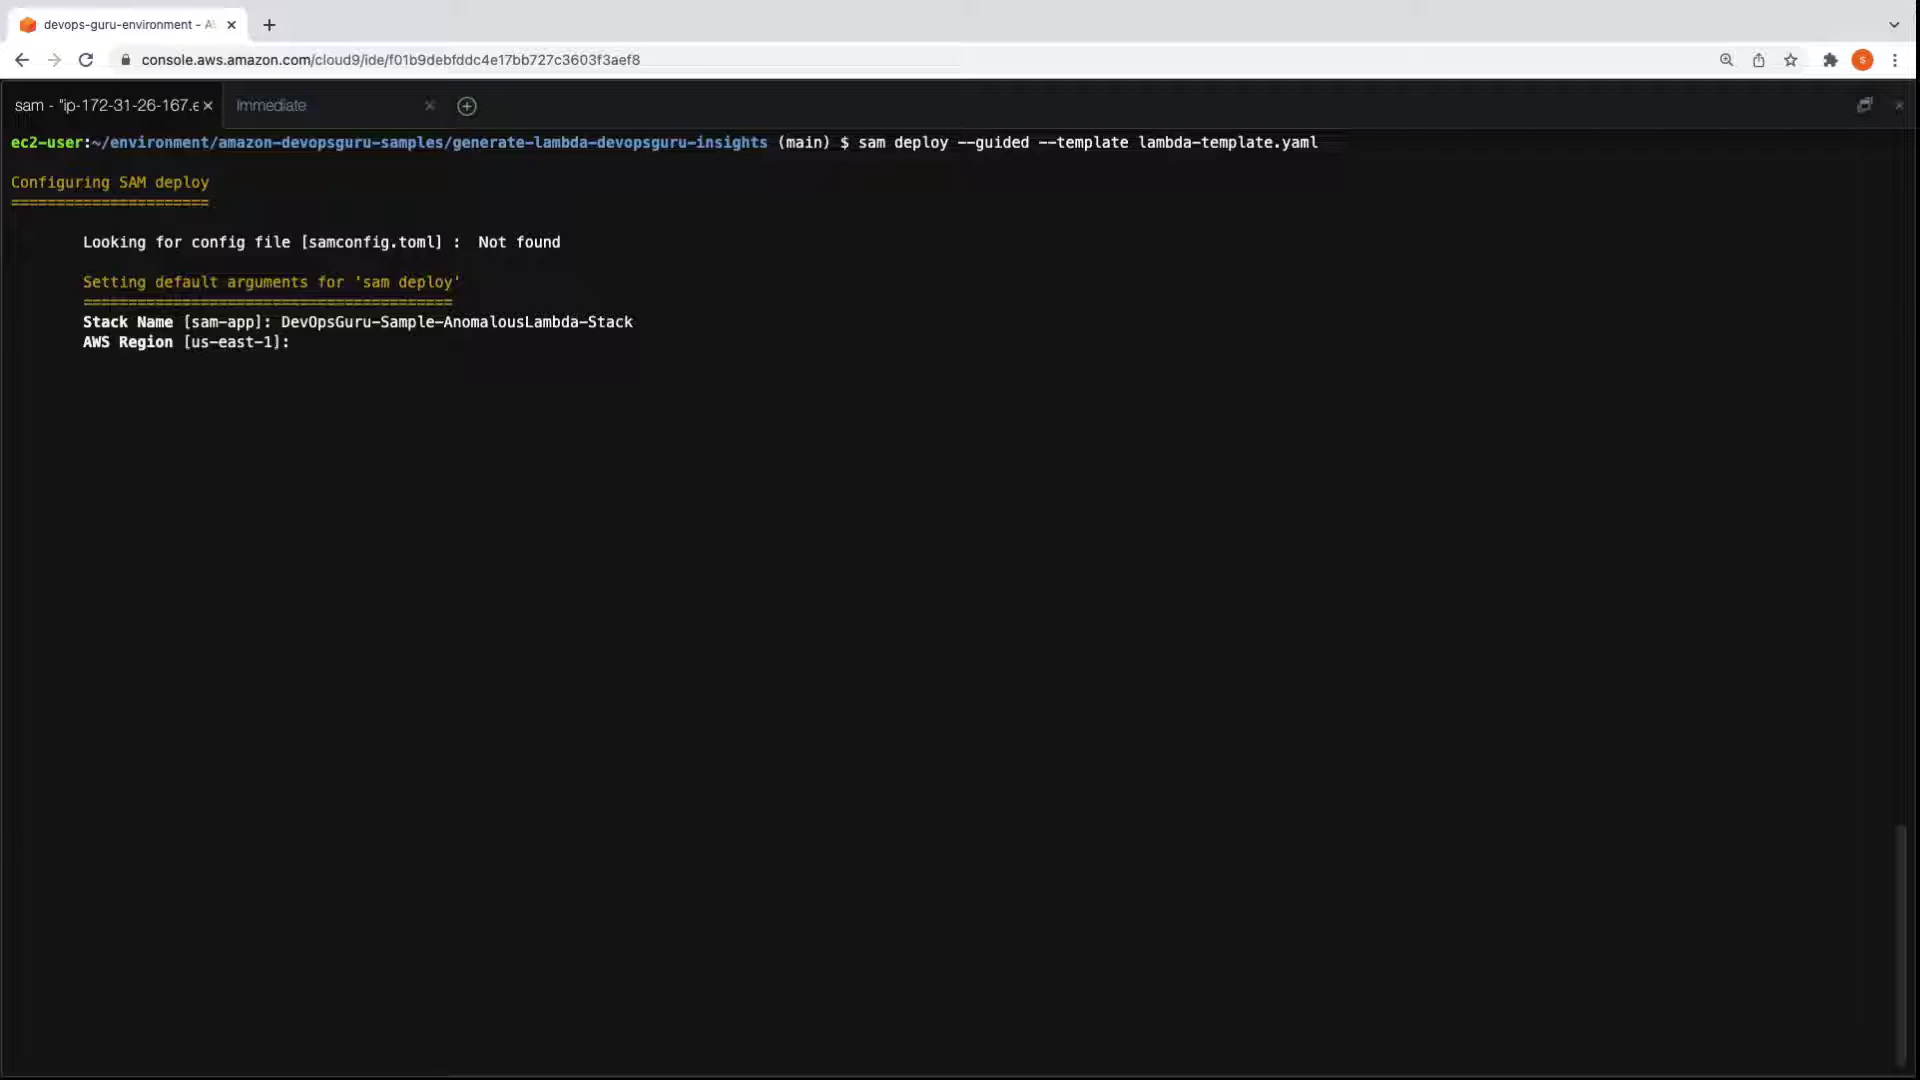 devops-guru-environment - A
console.aws.amazon.com/cloud9/ide/f01b9debfddc4e17bb727c3603f3aef8
S
sam - "ip-172-31-26-167.e
Immediate
ec2-user:~/environment/amazon-devopsguru-samples/generate-lambda-devopsguru-insights (main) $ sam deploy --guided --template lambda-template.yaml
Configuring SAM deploy
======================
Looking for config file [samconfig.toml] :  Not found
Setting default arguments for 'sam deploy'
=========================================
Stack Name [sam-app]: DevOpsGuru-Sample-AnomalousLambda-Stack
AWS Region [us-east-1]: